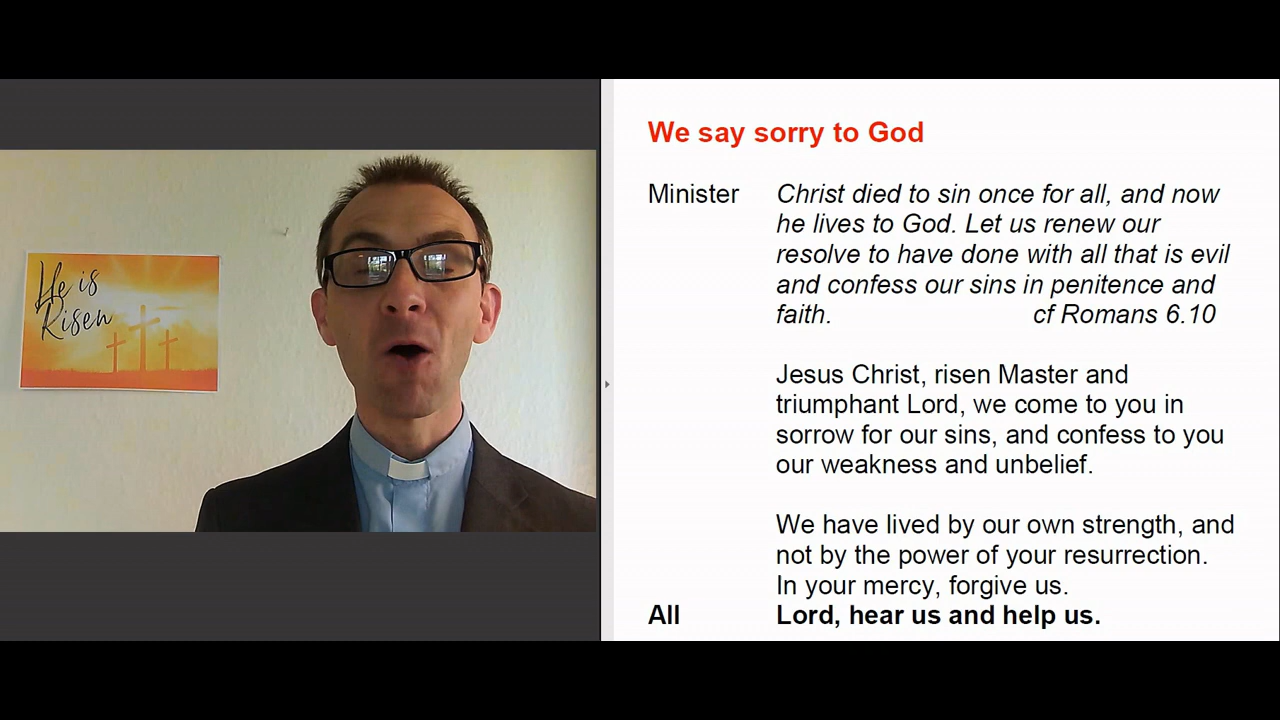 He is
Risen
We say sorry to God
Minister Christ died to sin once for all, and now
he lives to God. Let us renew our
resolve to have done with all that is evil
and confess our sins in penitence and
faith. cf Romans 6.10
Jesus Christ, risen Master and
triumphant Lord, we come to you in
sorrow for our sins, and confess to you
our weakness and unbelief.
We have lived by our own strength, and
not by the power of your resurrection.
In your mercy, forgive us.
All Lord, hear us and help us.